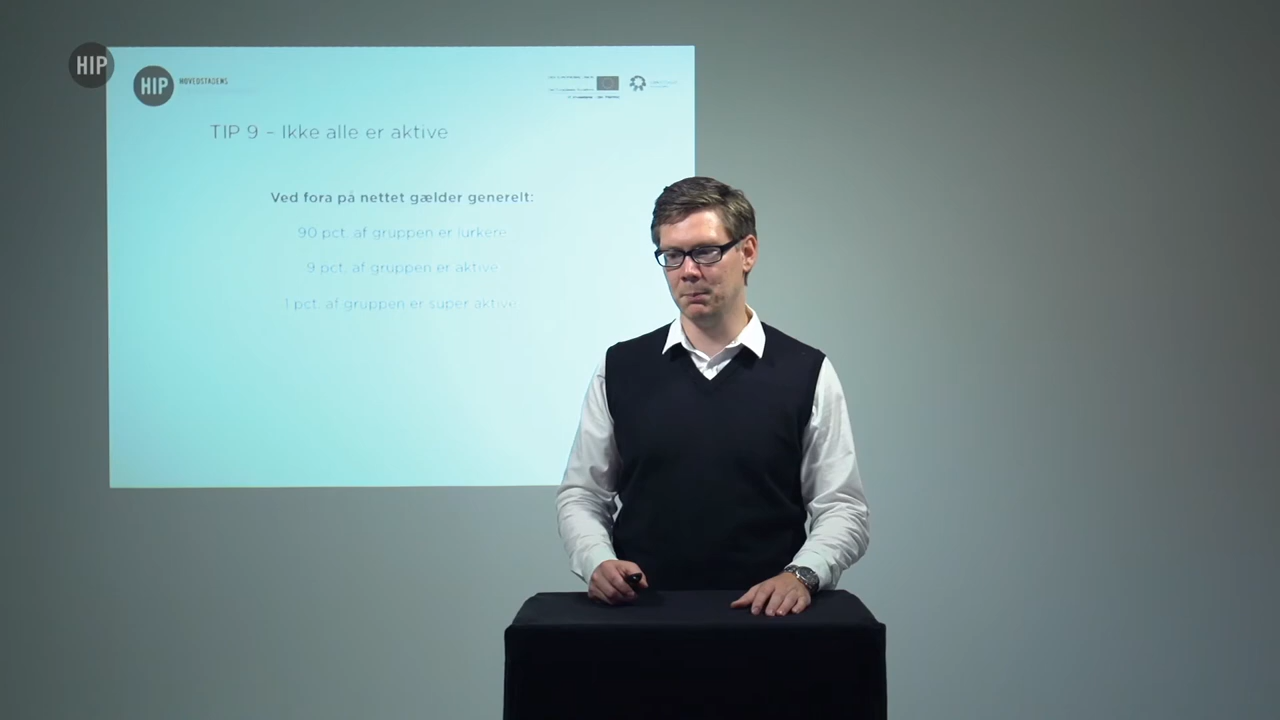 HIP
HIP
HOVEDSTADENS
TIP 9 – Ikke alle er aktive
Ved fora på nettet gælder generelt:
90 pct. af gruppen er lurkere
9 pct. af gruppen er aktive
1 pct. af gruppen er super aktive